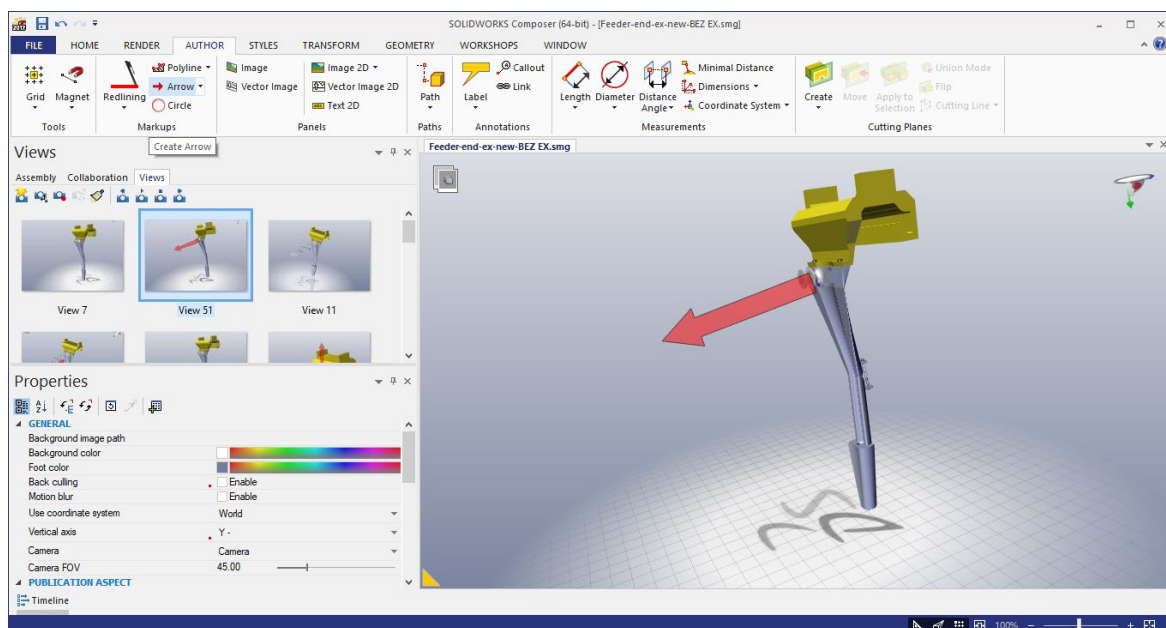 SOLIDWORKS Composer (64-bit) - [Feeder-end-ex-new-BEZ EX.smg]
FILE HOME RENDER AUTHOR STYLES TRANSFORM GEOMETRY WORKSHOPS WINDOW
Polyline Image Image 2D Callout Minimal Distance Union Mode
Arrow Vector Image Vector Image 2D Link Dimensions Flip
Grid Magnet Redlining Circle Text 2D Path Label Length Diameter Distance Angle Coordinate System Create Move Apply to Selection Cutting Line
Tools Markups Panels Paths Annotations Measurements Cutting Planes
Create Arrow
Views
Feeder-end-ex-new-BEZ EX.smg
Assembly Collaboration Views
View 7 View 51 View 11
Properties
GENERAL
Background image path
Background color
Foot color
Back culling Enable
Motion blur Enable
Use coordinate system World
Vertical axis Y -
Camera Camera
Camera FOV 45.00
PUBLICATION ASPECT
Timeline
100%